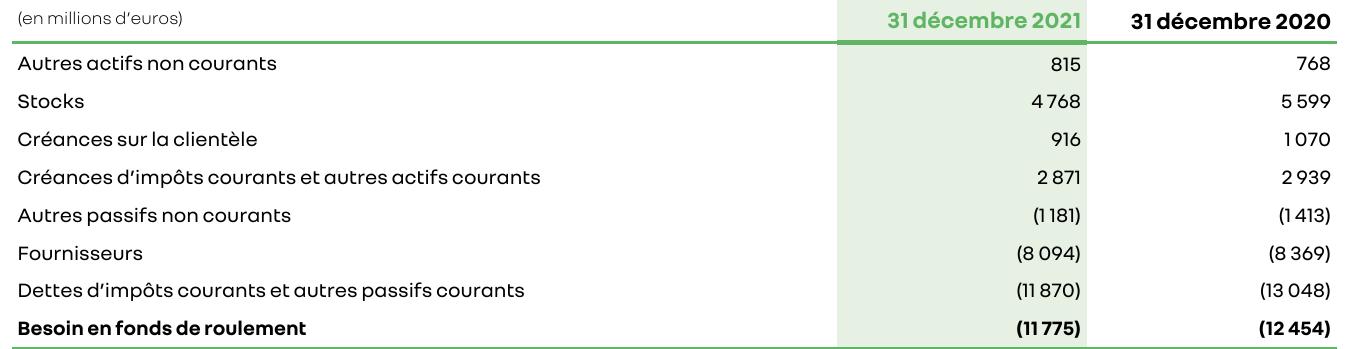 (en millions d’euros) 31 décembre 2021 31 décembre 2020
Autres actifs non courants 815 768
Stocks 4 768 5 599
Créances sur la clientèle 916 1 070
Créances d’impôts courants et autres actifs courants 2 871 2 939
Autres passifs non courants (1 181) (1 413)
Fournisseurs (8 094) (8 369)
Dettes d’impôts courants et autres passifs courants (11 870) (13 048)
Besoin en fonds de roulement (11 775) (12 454)